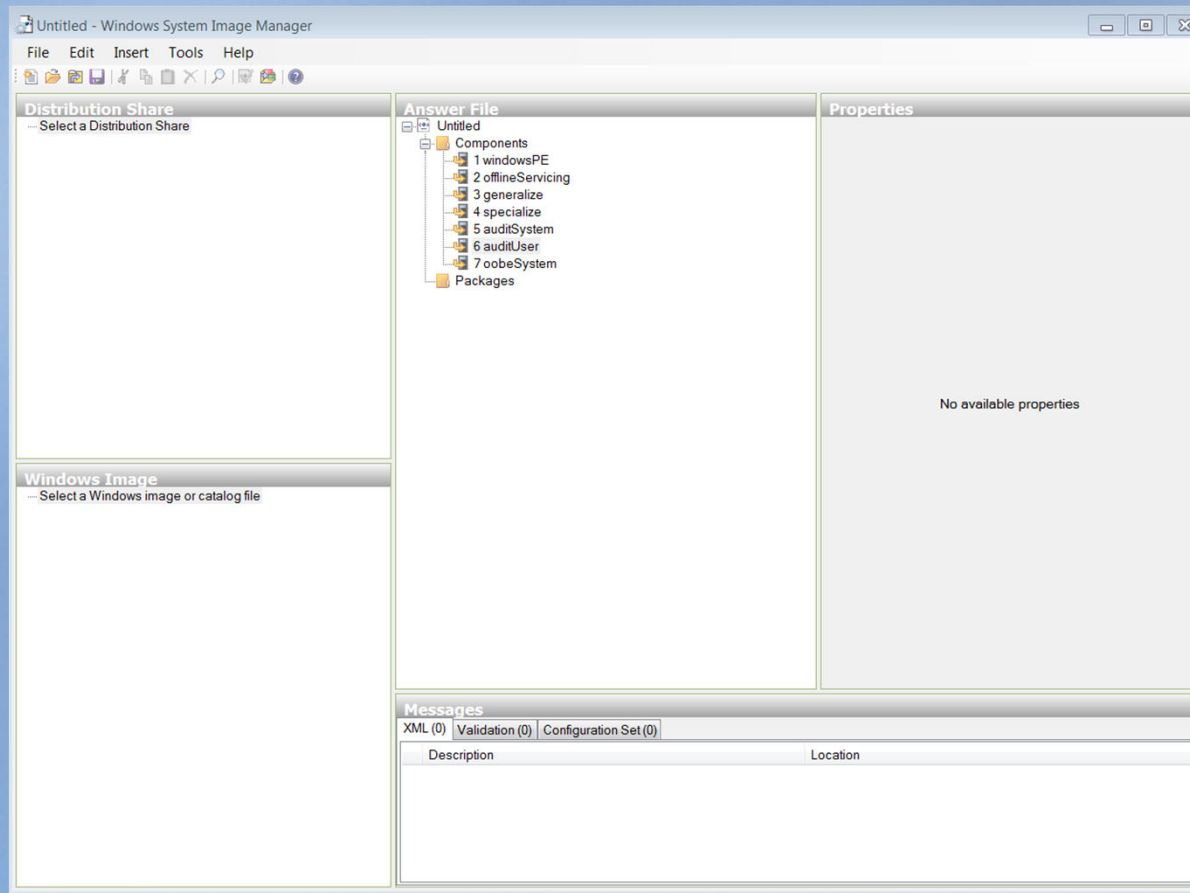 Untitled - Windows System Image Manager
File Edit Insert Tools Help
Distribution Share
Select a Distribution Share
Answer File
Untitled
Components
1 windowsPE
2 offlineServicing
3 generalize
4 specialize
5 auditSystem
6 auditUser
7 oobeSystem
Packages
Properties
No available properties
Windows Image
Select a Windows image or catalog file
Messages
XML (0) Validation (0) Configuration Set (0)
Description Location